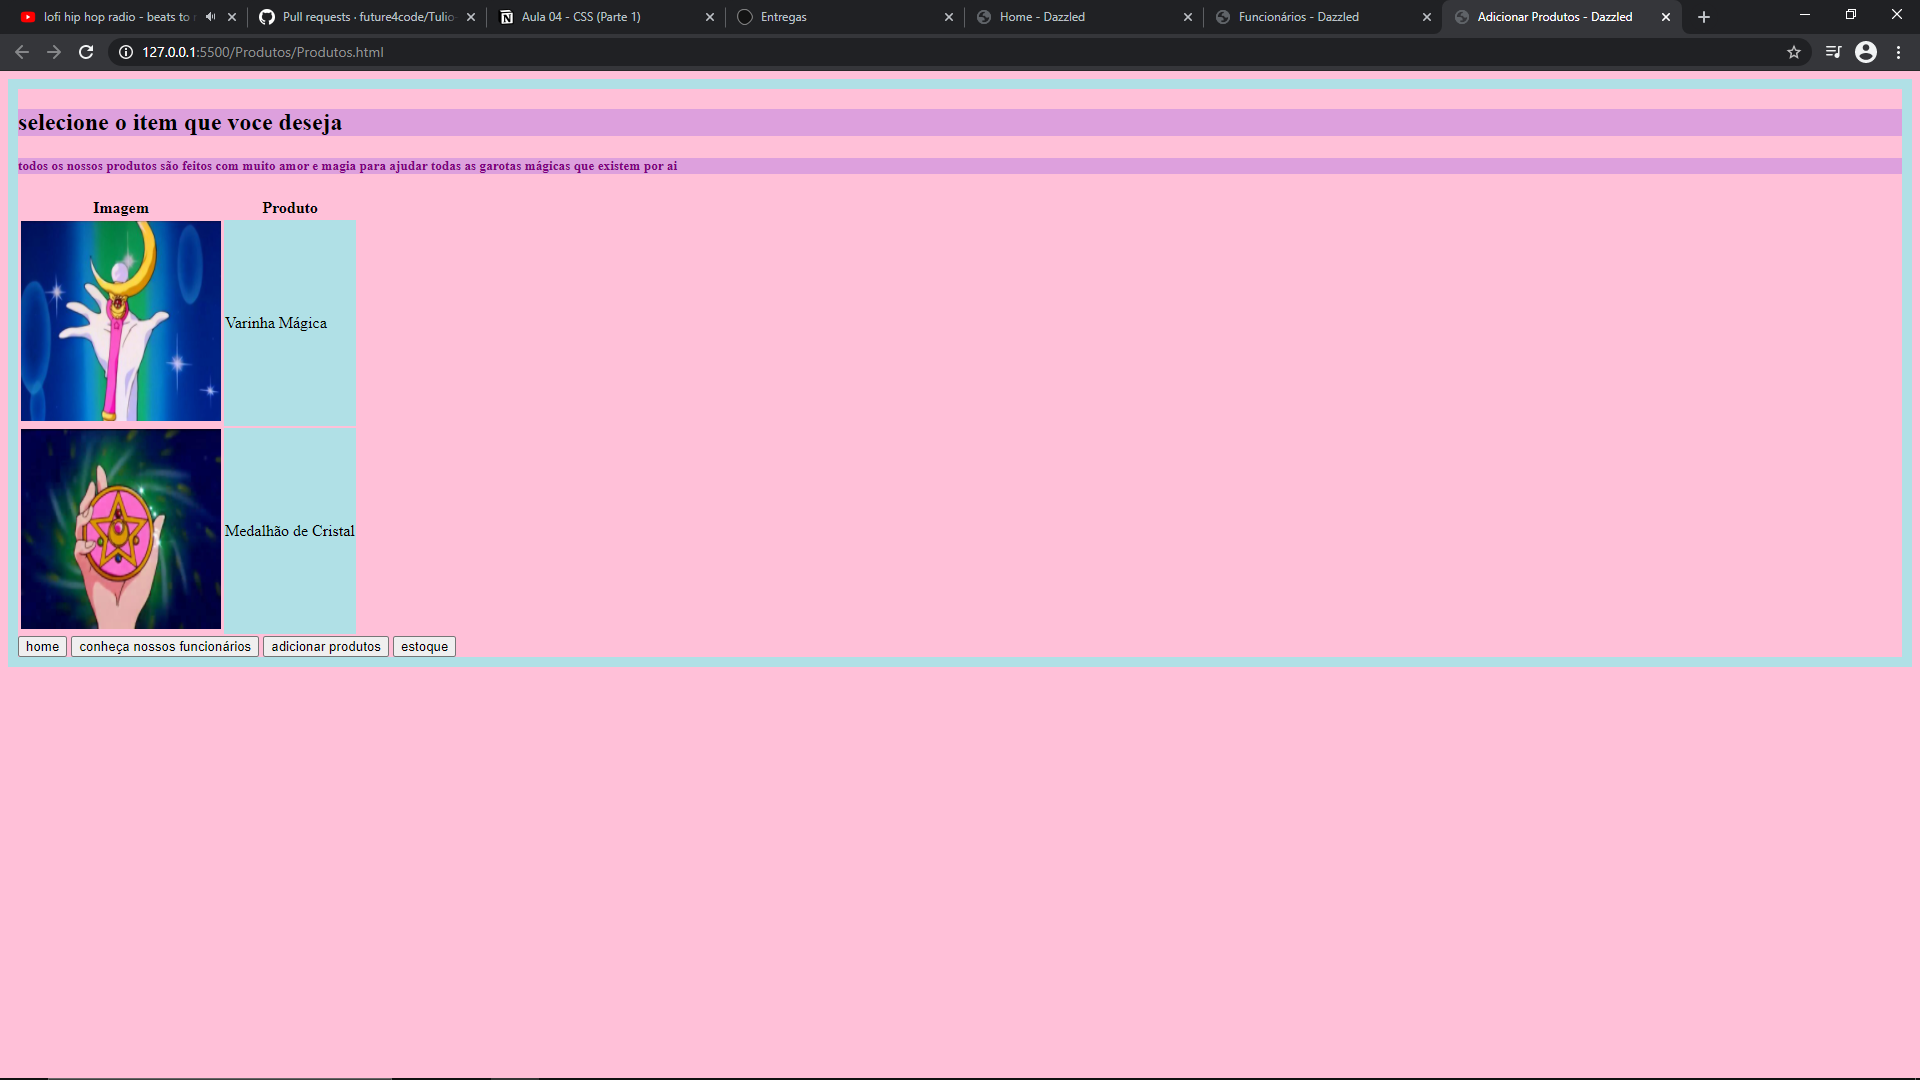 lofi hip hop radio - beats to
Pull requests · future4code/Tulio
Aula 04 - CSS (Parte 1)
Entregas
Home - Dazzled
Funcionários - Dazzled
Adicionar Produtos - Dazzled
127.0.0.1:5500/Produtos/Produtos.html
selecione o item que voce deseja
todos os nossos produtos são feitos com muito amor e magia para ajudar todas as garotas mágicas que existem por ai
Imagem Produto
Varinha Mágica
Medalhão de Cristal
home conheça nossos funcionários adicionar produtos estoque